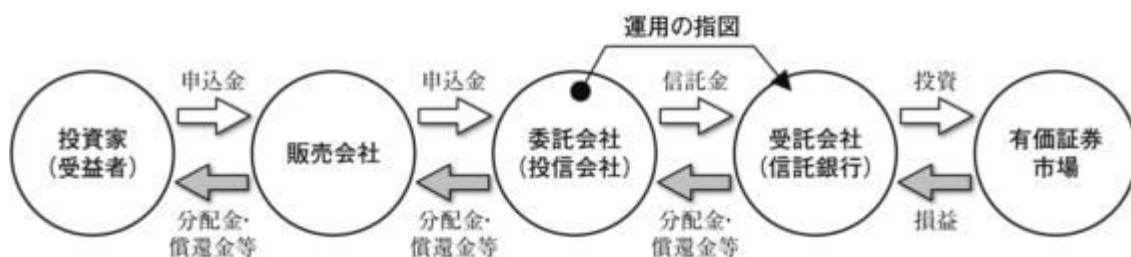 運用の指図
申込金
申込金
信託金
投資
投資家
(受益者)
販売会社
委託会社
(投信会社)
受託会社
(信託銀行)
有価証券
市場
分配金・
償還金等
分配金・
償還金等
分配金・
償還金等
損益